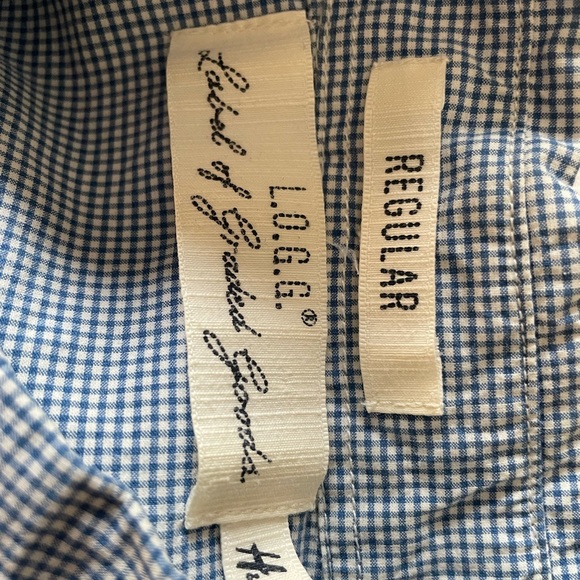 L.O.G.G.®
Label of Graded Goods.
REGULAR